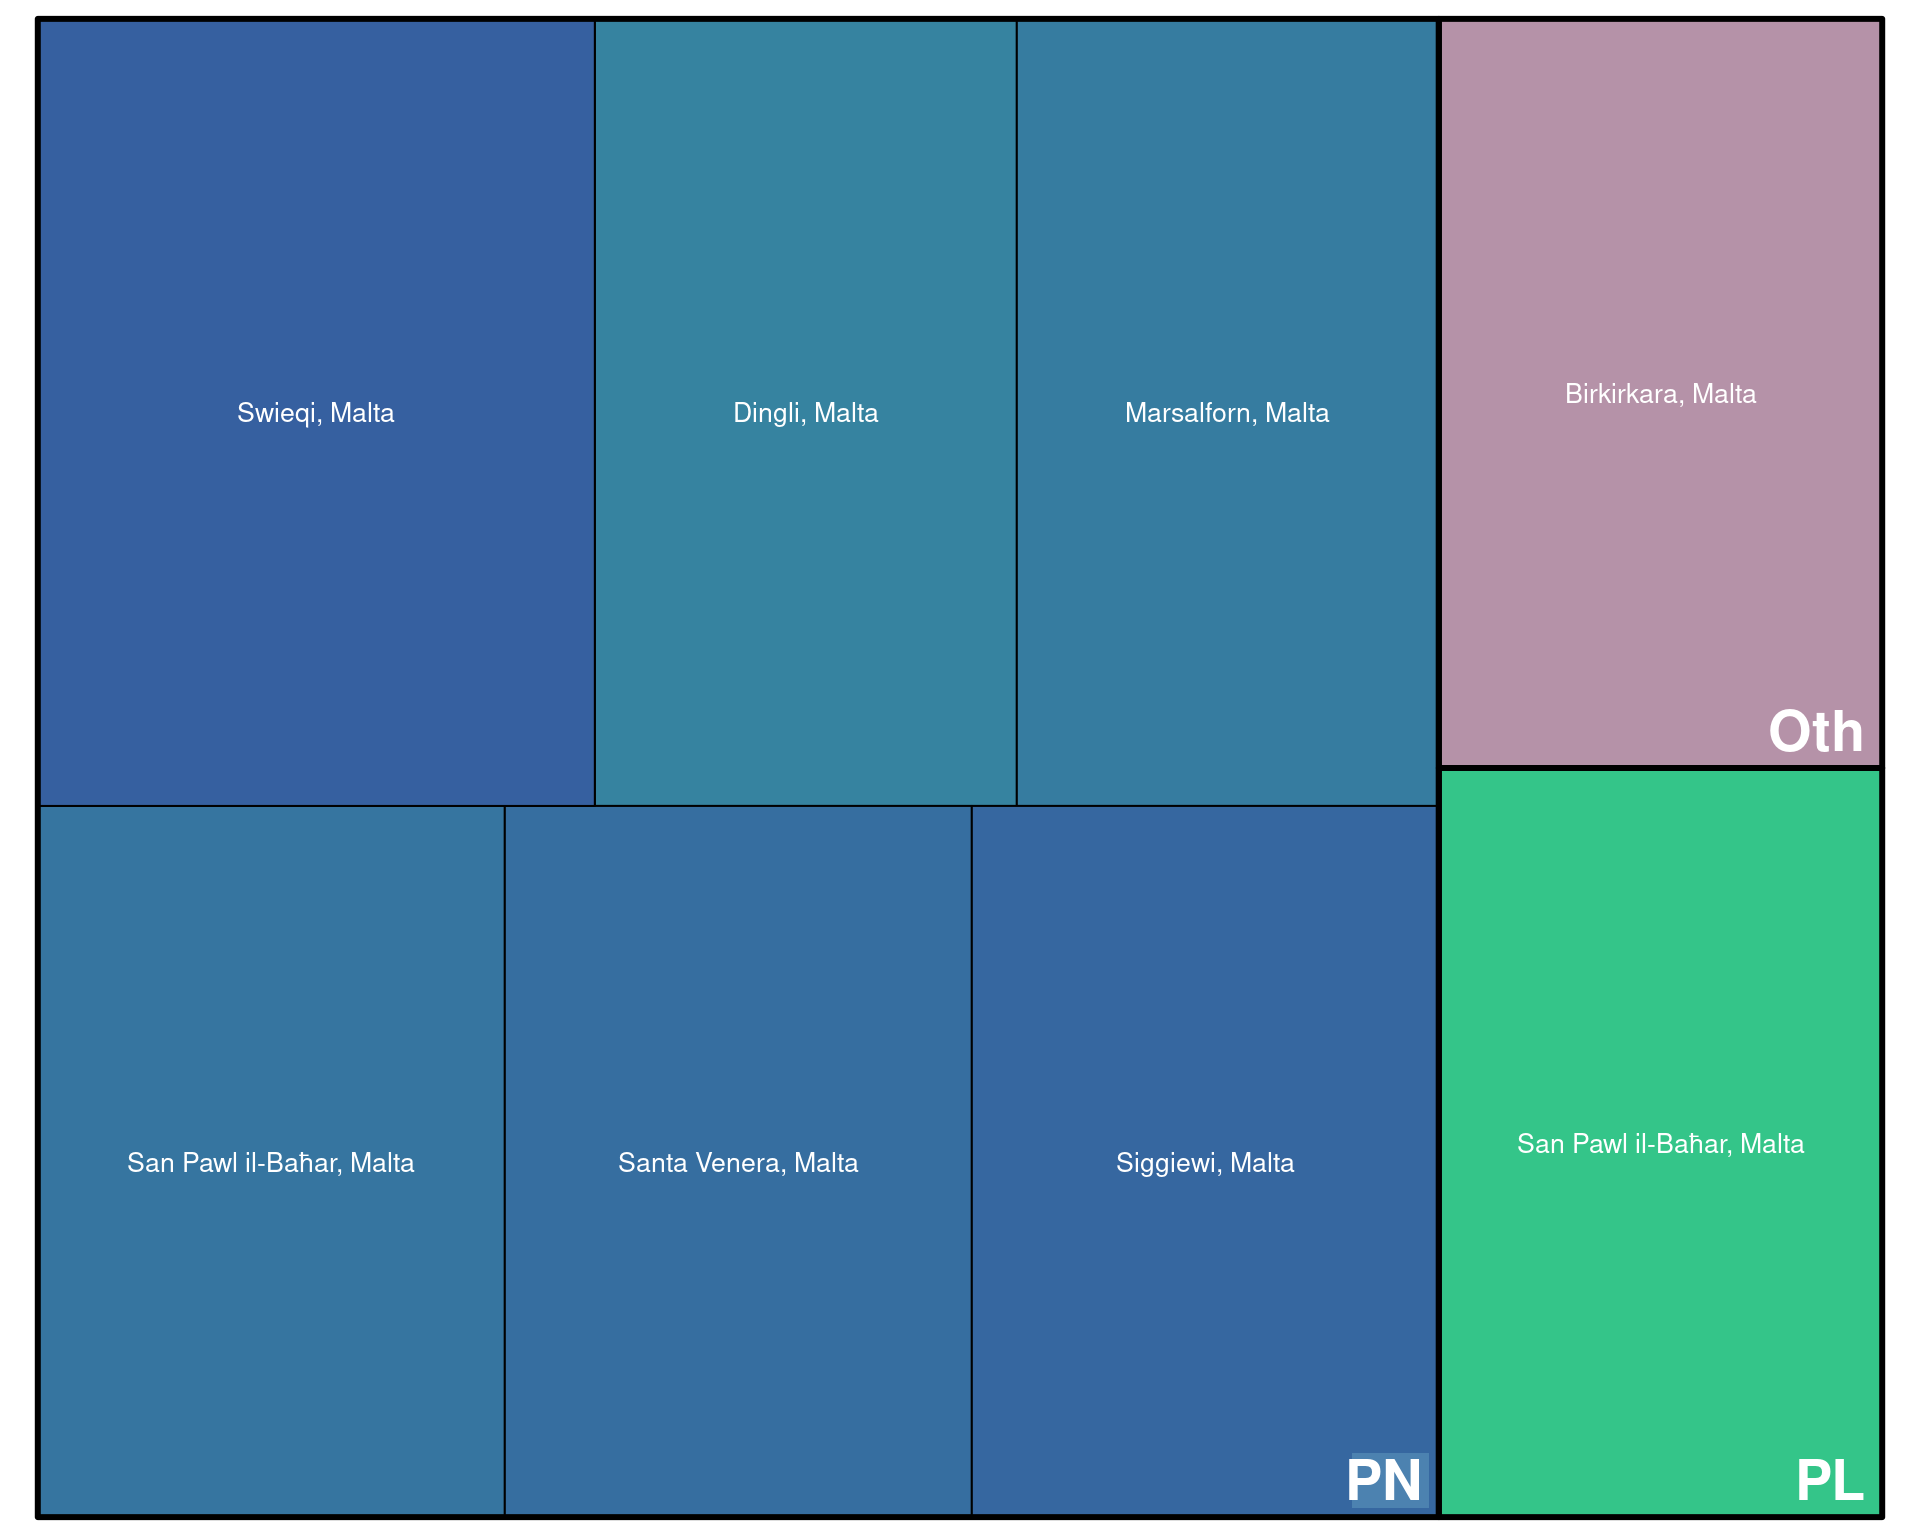 Swieqi, Malta
Dingli, Malta
Marsalforn, Malta
Birkirkara, Malta
Oth
San Pawl il-Baħar, Malta
Santa Venera, Malta
Siggiewi, Malta
San Pawl il-Baħar, Malta
PN
PL